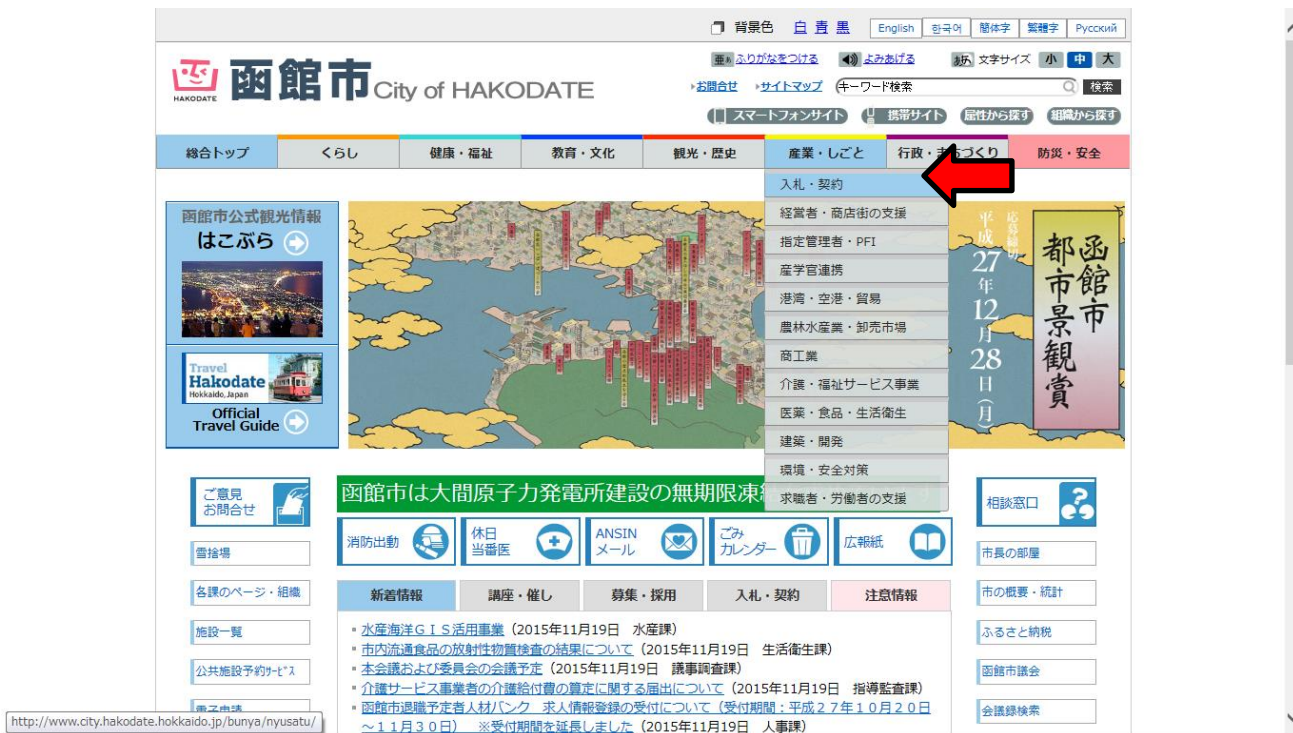 背景色 白 青 黒 English 한국어 簡体字 繁體字 Русский
函館市 City of HAKODATE
HAKODATE
ふりがなをつける よみあげる 文字サイズ 小 中 大
お問合せ サイトマップ キーワード検索 検索
スマートフォンサイト 携帯サイト 属性から探す 組織から探す
総合トップ くらし 健康・福祉 教育・文化 観光・歴史 産業・しごと 行政・まちづくり 防災・安全
入札・契約
経営者・商店街の支援
指定管理者・PFI
産学官連携
港湾・空港・貿易
農林水産業・卸売市場
商工業
介護・福祉サービス事業
医薬・食品・生活衛生
建築・開発
環境・安全対策
求職者・労働者の支援
函館市公式観光情報
はこぶら
Travel
Hakodate
Hokkaido, Japan
Official
Travel Guide
函館市
都市景観賞
応募締切
平成27年12月28日(月)
ご意見
お問合せ
函館市は大間原子力発電所建設の無期限凍
相談窓口
消防出動
休日
当番医
ANSIN
メール
ごみ
カレンダー
広報紙
雪捨場
各課のページ・組織
施設一覧
公共施設予約サービス
電子申請
市長の部屋
市の概要・統計
ふるさと納税
函館市議会
会議録検索
新着情報 講座・催し 募集・採用 入札・契約 注意情報
水産海洋GIS活用事業(2015年11月19日 水産課)
市内流通食品の放射性物質検査の結果について(2015年11月19日 生活衛生課)
本会議および委員会の会議予定(2015年11月19日 議事調査課)
介護サービス事業者の介護給付費の算定に関する届出について(2015年11月19日 指導監査課)
函館市退職予定者人材バンク 求人情報登録の受付について(受付期間:平成27年10月20日
~11月30日) ※受付期間を延長しました(2015年11月19日 人事課)
http://www.city.hakodate.hokkaido.jp/bunya/nyusatu/